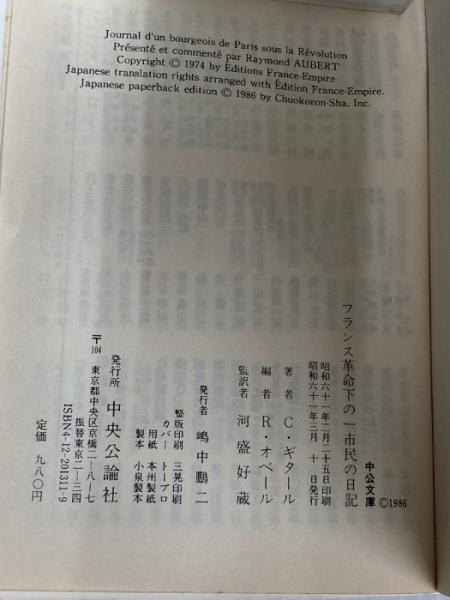 Journal d'un bourgeois de Paris sous la Révolution
Présenté et commenté par Raymond AUBERT
Copyright © 1974 by Éditions France-Empire
Japanese translation rights arranged with Édition France-Empire.
Japanese paperback edition © 1986 by Chuokoron-Sha, Inc.
中公文庫 ©1986
フランス革命下の一市民の日記
昭和六十一年二月二十五日印刷
昭和六十一年三月十日発行
著者 C・ギタール
編者 R・オベール
監訳者 河盛好蔵
発行者 嶋中鵬二
整版印刷 三晃印刷
カバー トープロ
用紙 本州製紙
製本 小泉製本
発行所 中央公論社
〒104 東京都中央区京橋二-八-七
振替東京二-三四
ISBN4-12-201311-9
定価 九八〇円